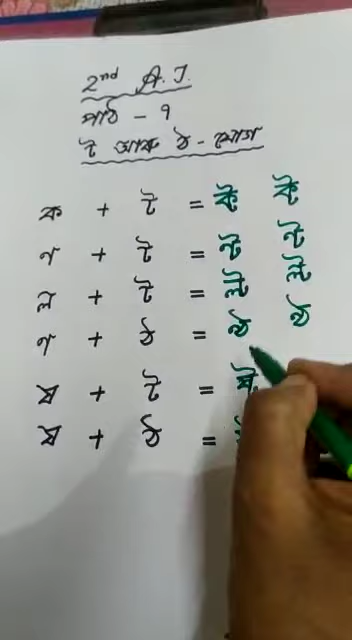 2nd A.J.
পাঠ - ৭
ট আৰু ঠ - যোগ
ক + ট = ক্ট ক্ট
ণ + ট = ণ্ট ণ্ট
ল + ট = ল্ট ল্ট
ণ + ঠ = ণ্ঠ ণ্ঠ
ষ + ট = ষ্ট
ষ + ঠ =